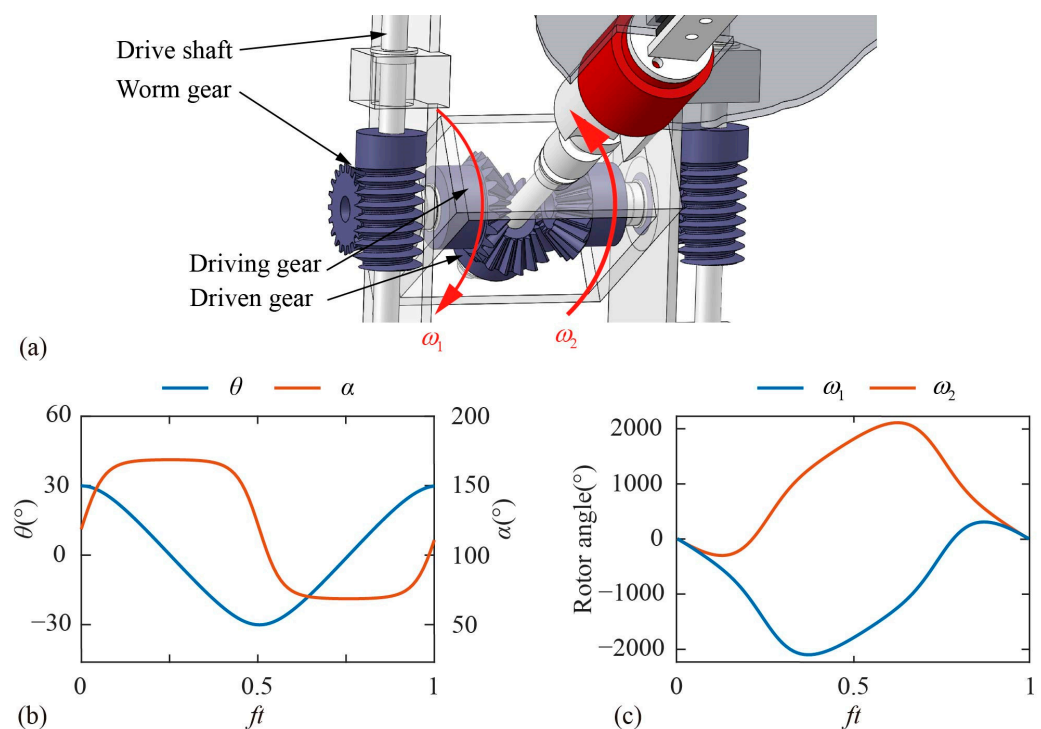 Drive shaft
Worm gear
Driving gear
Driven gear
ω₁
ω₂
(a)
θ
α
60
30
0
−30
θ(°)
200
150
100
50
α(°)
0
0.5
1
ft
(b)
ω₁
ω₂
2000
1000
0
−1000
−2000
Rotor angle(°)
0
0.5
1
ft
(c)